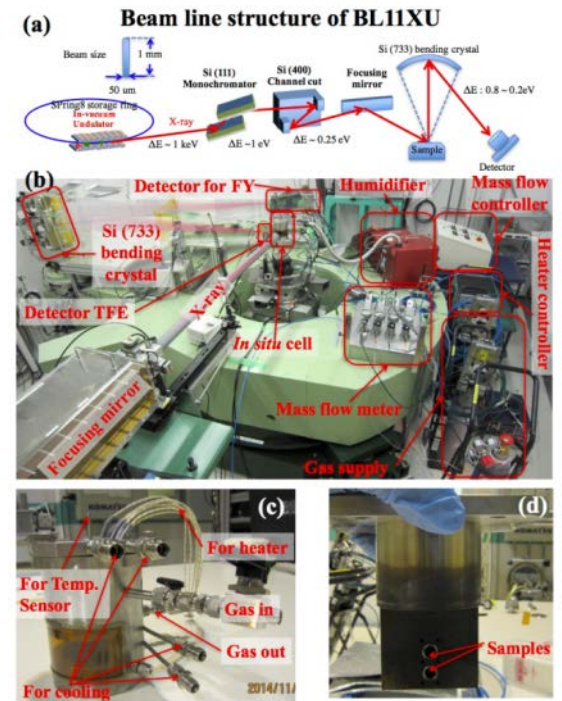 Beam line structure of BL11XU
(a)
Beam size
1 mm
50 um
SPring8 storage ring
In-vacuum
Undulator
X-ray
ΔE ~ 1 keV
Si (111)
Monochromator
ΔE ~1 eV
Si (400)
Channel cut
ΔE ~ 0.25 eV
Focusing
mirror
Si (733) bending crystal
ΔE : 0.8 ~ 0.2eV
Sample
Detector
(b)
Detector for FY
Humidifier
Mass flow
controller
Si (733)
bending
crystal
Detector TFE
X-ray
In situ cell
Heater controller
Focusing mirror
Mass flow meter
Gas supply
(c)
For heater
For Temp.
Sensor
Gas in
Gas out
For cooling
2014/11/
(d)
Samples